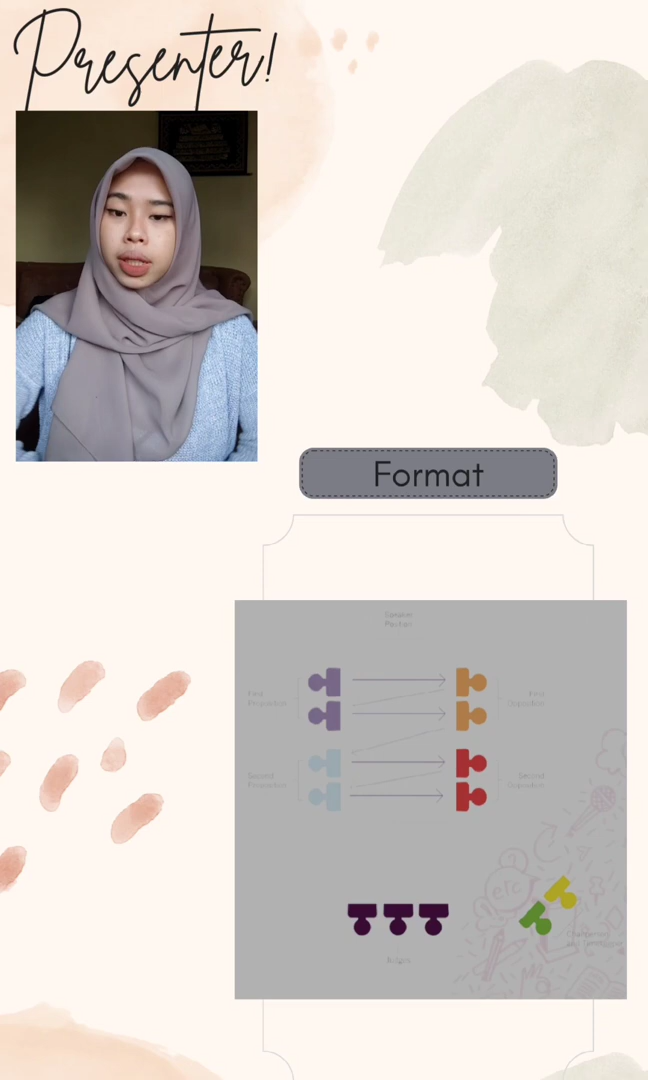 Presenter!
Format
Speaker
Position
First
Proposition
First
Opposition
Second
Proposition
Second
Opposition
Judges